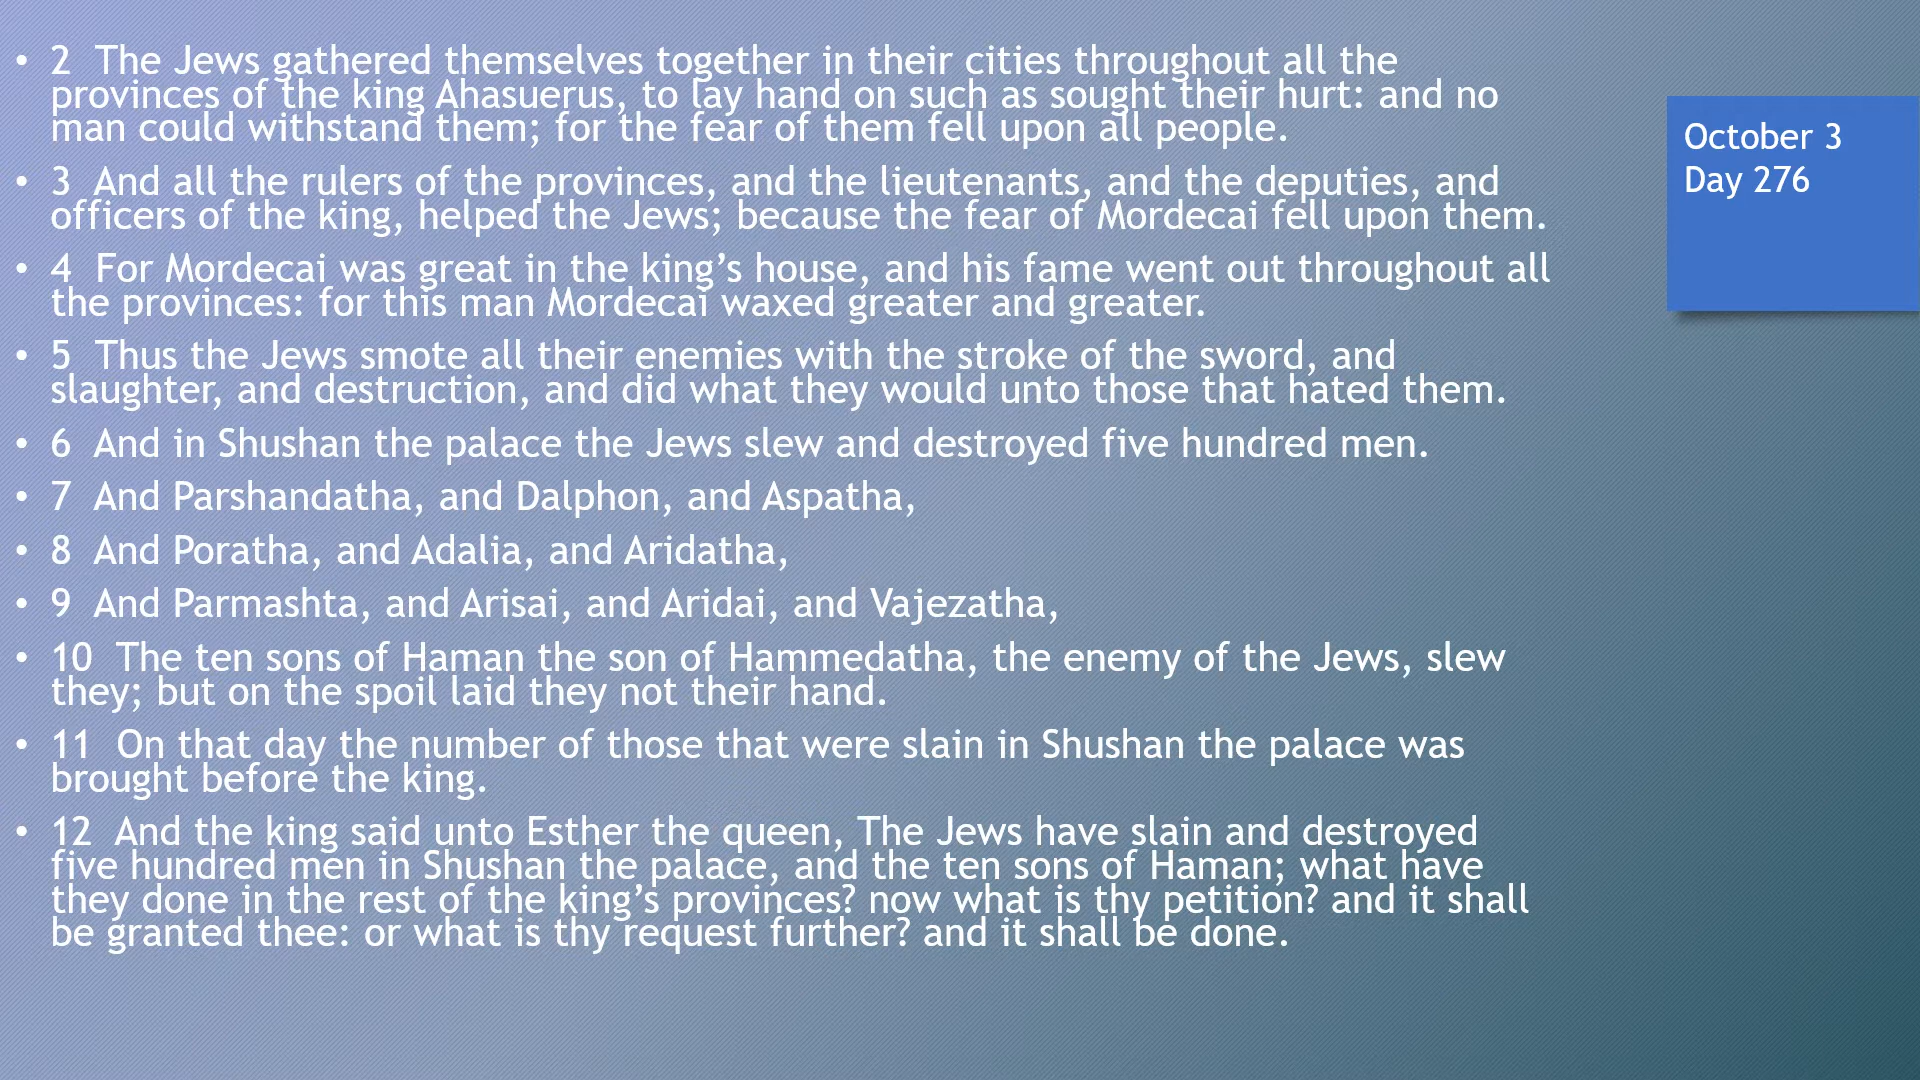 • 2  The Jews gathered themselves together in their cities throughout all the
provinces of the king Ahasuerus, to lay hand on such as sought their hurt: and no
man could withstand them; for the fear of them fell upon all people.
• 3  And all the rulers of the provinces, and the lieutenants, and the deputies, and
officers of the king, helped the Jews; because the fear of Mordecai fell upon them.
• 4  For Mordecai was great in the king’s house, and his fame went out throughout all
the provinces: for this man Mordecai waxed greater and greater.
• 5  Thus the Jews smote all their enemies with the stroke of the sword, and
slaughter, and destruction, and did what they would unto those that hated them.
• 6  And in Shushan the palace the Jews slew and destroyed five hundred men.
• 7  And Parshandatha, and Dalphon, and Aspatha,
• 8  And Poratha, and Adalia, and Aridatha,
• 9  And Parmashta, and Arisai, and Aridai, and Vajezatha,
• 10  The ten sons of Haman the son of Hammedatha, the enemy of the Jews, slew
they; but on the spoil laid they not their hand.
• 11  On that day the number of those that were slain in Shushan the palace was
brought before the king.
• 12  And the king said unto Esther the queen, The Jews have slain and destroyed
five hundred men in Shushan the palace, and the ten sons of Haman; what have
they done in the rest of the king’s provinces? now what is thy petition? and it shall
be granted thee: or what is thy request further? and it shall be done.
October 3
Day 276